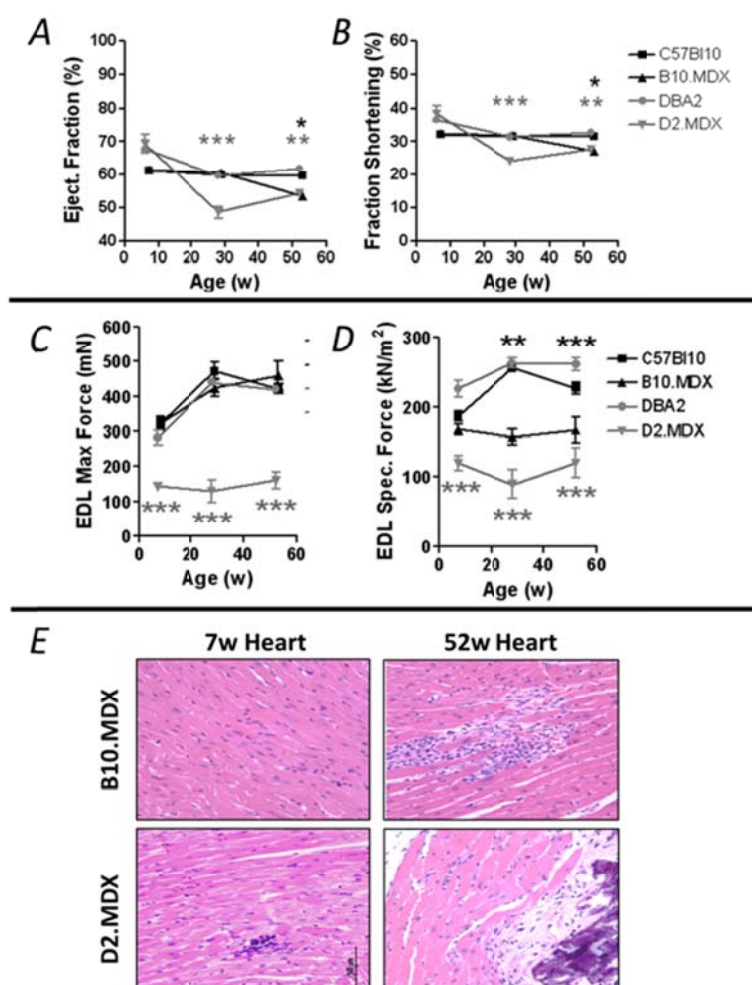 A
B
100
90
80
70
60
50
40
Eject. Fraction (%)
*
***
**
0 10 20 30 40 50 60
Age (w)
60
50
40
30
20
10
0
Fraction Shortening (%)
*
***
**
0 10 20 30 40 50 60
Age (w)
C57Bl10
B10.MDX
DBA2
D2.MDX
C
D
600
500
400
300
200
100
0
EDL Max Force (mN)
***
***
***
0 20 40 60
Age (w)
300
200
100
0
EDL Spec. Force (kN/m²)
**
***
***
***
***
0 20 40 60
Age (w)
C57Bl10
B10.MDX
DBA2
D2.MDX
E
7w Heart
52w Heart
B10.MDX
D2.MDX